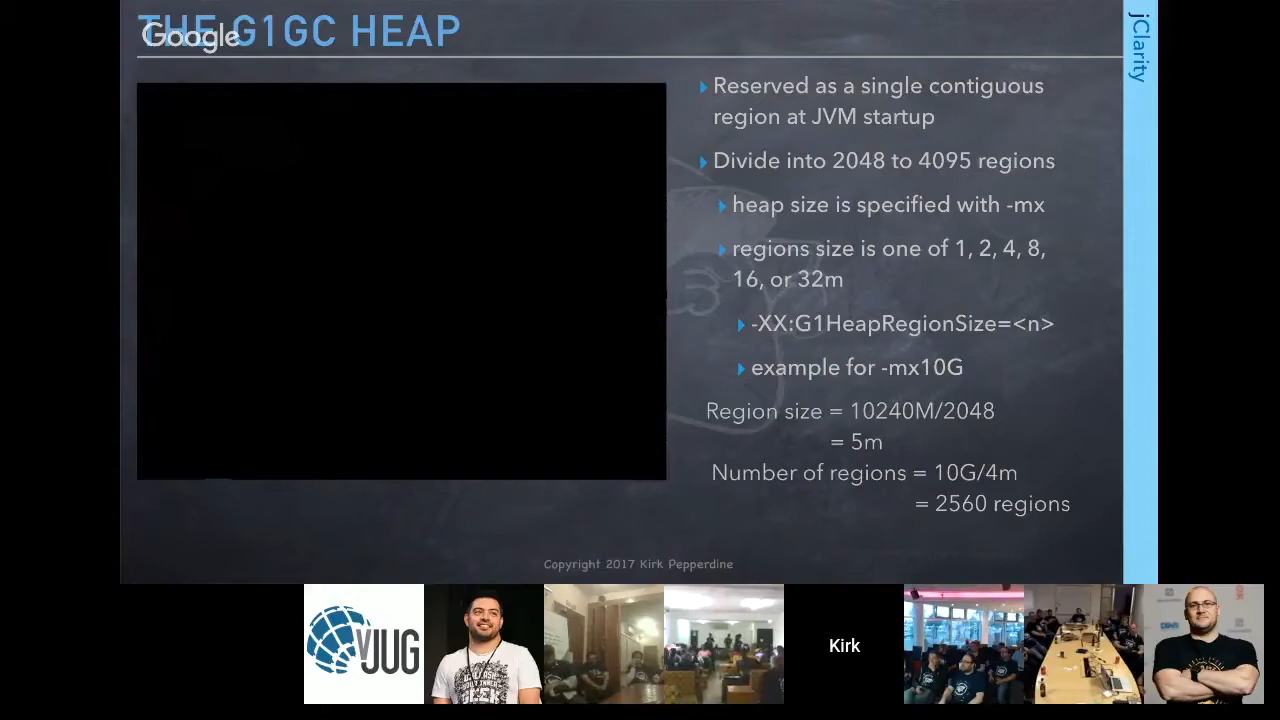 THE G1GC HEAP
Google
jClarity
Reserved as a single contiguous
region at JVM startup
Divide into 2048 to 4095 regions
heap size is specified with -mx
regions size is one of 1, 2, 4, 8,
16, or 32m
-XX:G1HeapRegionSize=<n>
example for -mx10G
Region size = 10240M/2048
= 5m
Number of regions = 10G/4m
= 2560 regions
Copyright 2017 Kirk Pepperdine
vJUG
Kirk